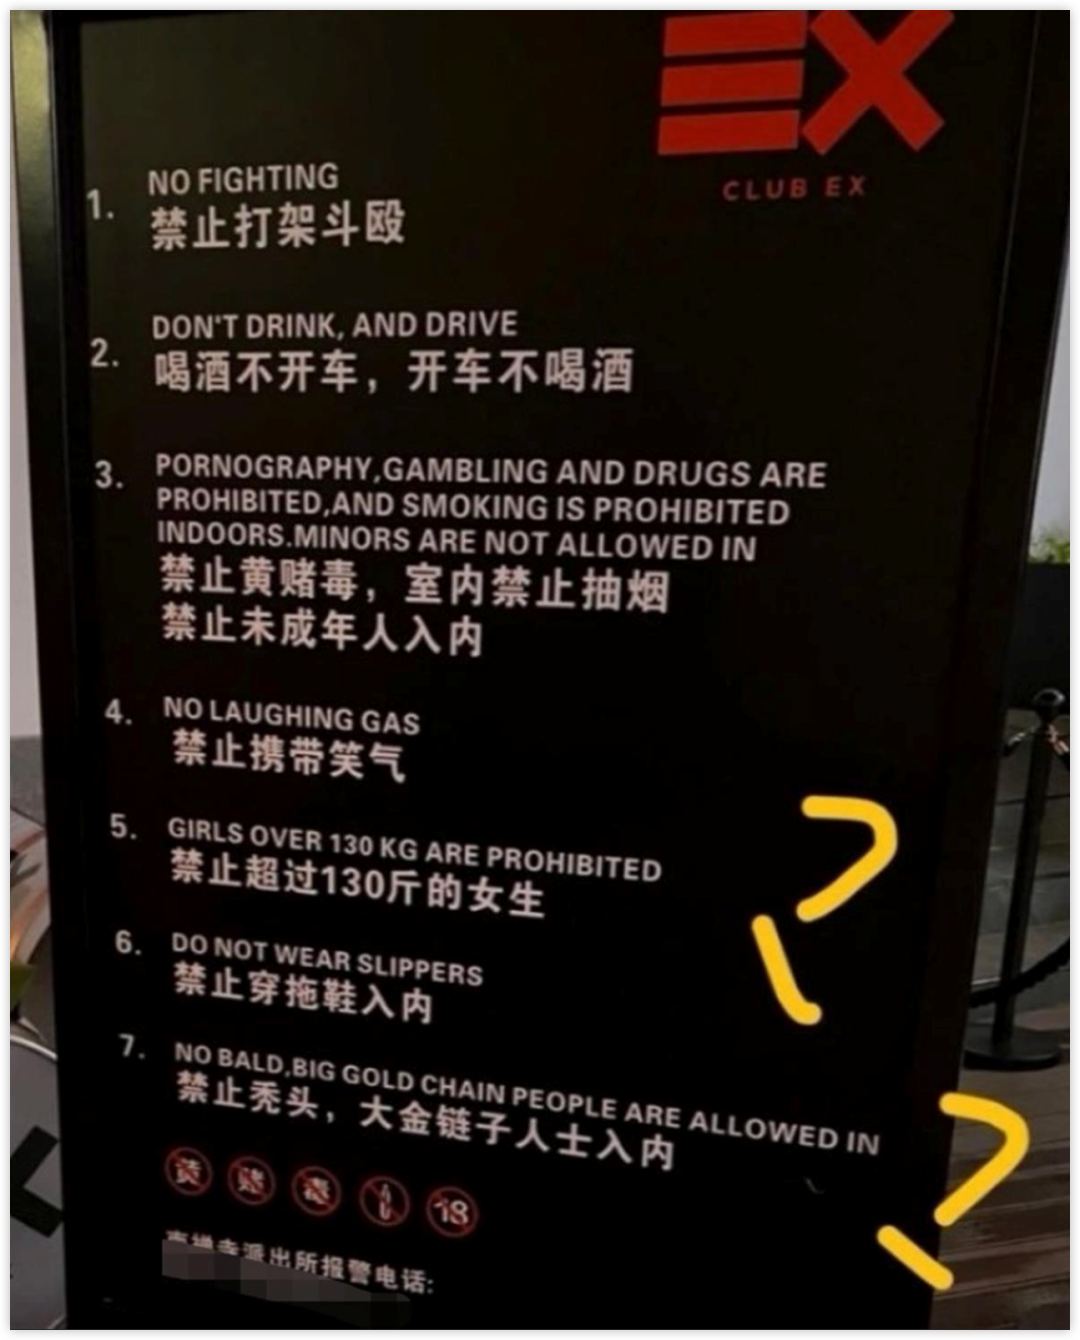 EX
CLUB EX
1. NO FIGHTING
禁止打架斗殴
2. DON'T DRINK, AND DRIVE
喝酒不开车，开车不喝酒
3. PORNOGRAPHY,GAMBLING AND DRUGS ARE
PROHIBITED,AND SMOKING IS PROHIBITED
INDOORS.MINORS ARE NOT ALLOWED IN
禁止黄赌毒，室内禁止抽烟
禁止未成年人入内
4. NO LAUGHING GAS
禁止携带笑气
5. GIRLS OVER 130 KG ARE PROHIBITED
禁止超过130斤的女生
6. DO NOT WEAR SLIPPERS
禁止穿拖鞋入内
7. NO BALD,BIG GOLD CHAIN PEOPLE ARE ALLOWED IN
禁止秃头，大金链子人士入内
黄 赌 毒 18
派出所报警电话: